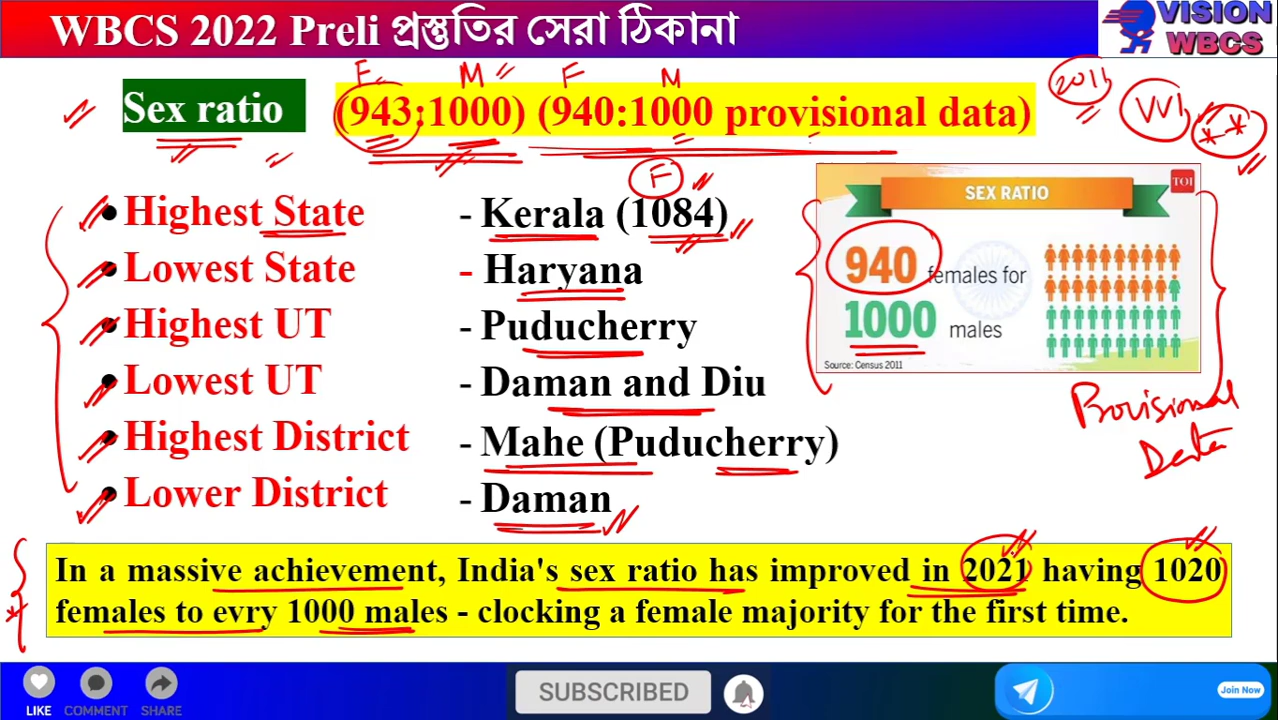 WBCS 2022 Preli প্রস্তুতির সেরা ঠিকানা
VISION
WBCS
F M F M
2011
VVI
Sex ratio (943:1000) (940:1000 provisional data)
F
Highest State - Kerala (1084)
Lowest State - Haryana
Highest UT - Puducherry
Lowest UT - Daman and Diu
Highest District - Mahe (Puducherry)
Lower District - Daman
TOI
SEX RATIO
940 females for
1000 males
Source: Census 2011
Provisional
Data
In a massive achievement, India's sex ratio has improved in 2021 having 1020
females to evry 1000 males - clocking a female majority for the first time.
LIKE COMMENT SHARE
SUBSCRIBED
Join Now